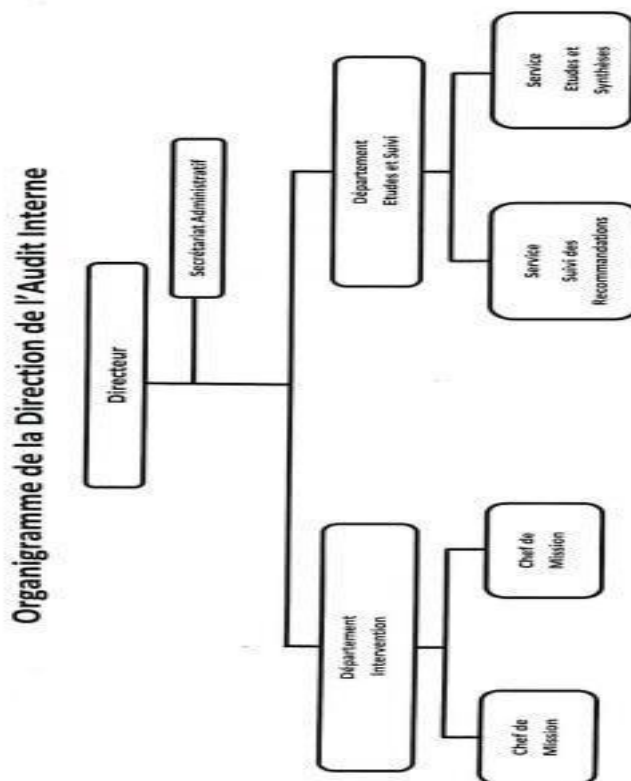 Organigramme de la Direction de l'Audit Interne
Directeur
Secrétariat Administratif
Département
Intervention
Département
Etudes et Suivi
Chef de
Mission
Chef de
Mission
Service
Suivi des
Recommandations
Service
Etudes et
Synthèses